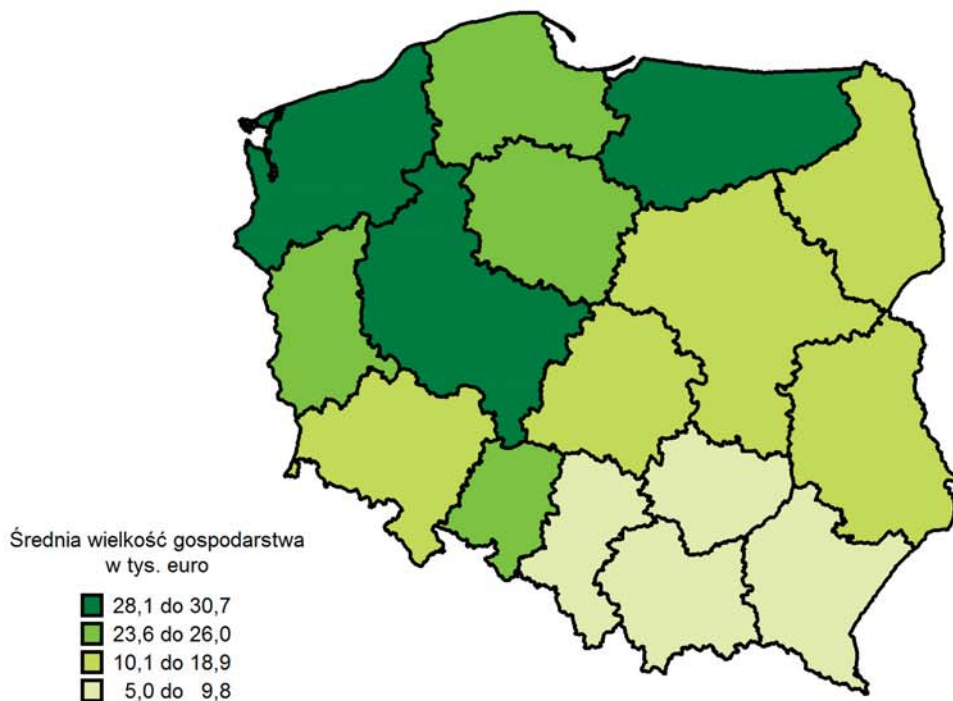 Średnia wielkość gospodarstwa
w tys. euro
28,1 do 30,7
23,6 do 26,0
10,1 do 18,9
5,0 do 9,8